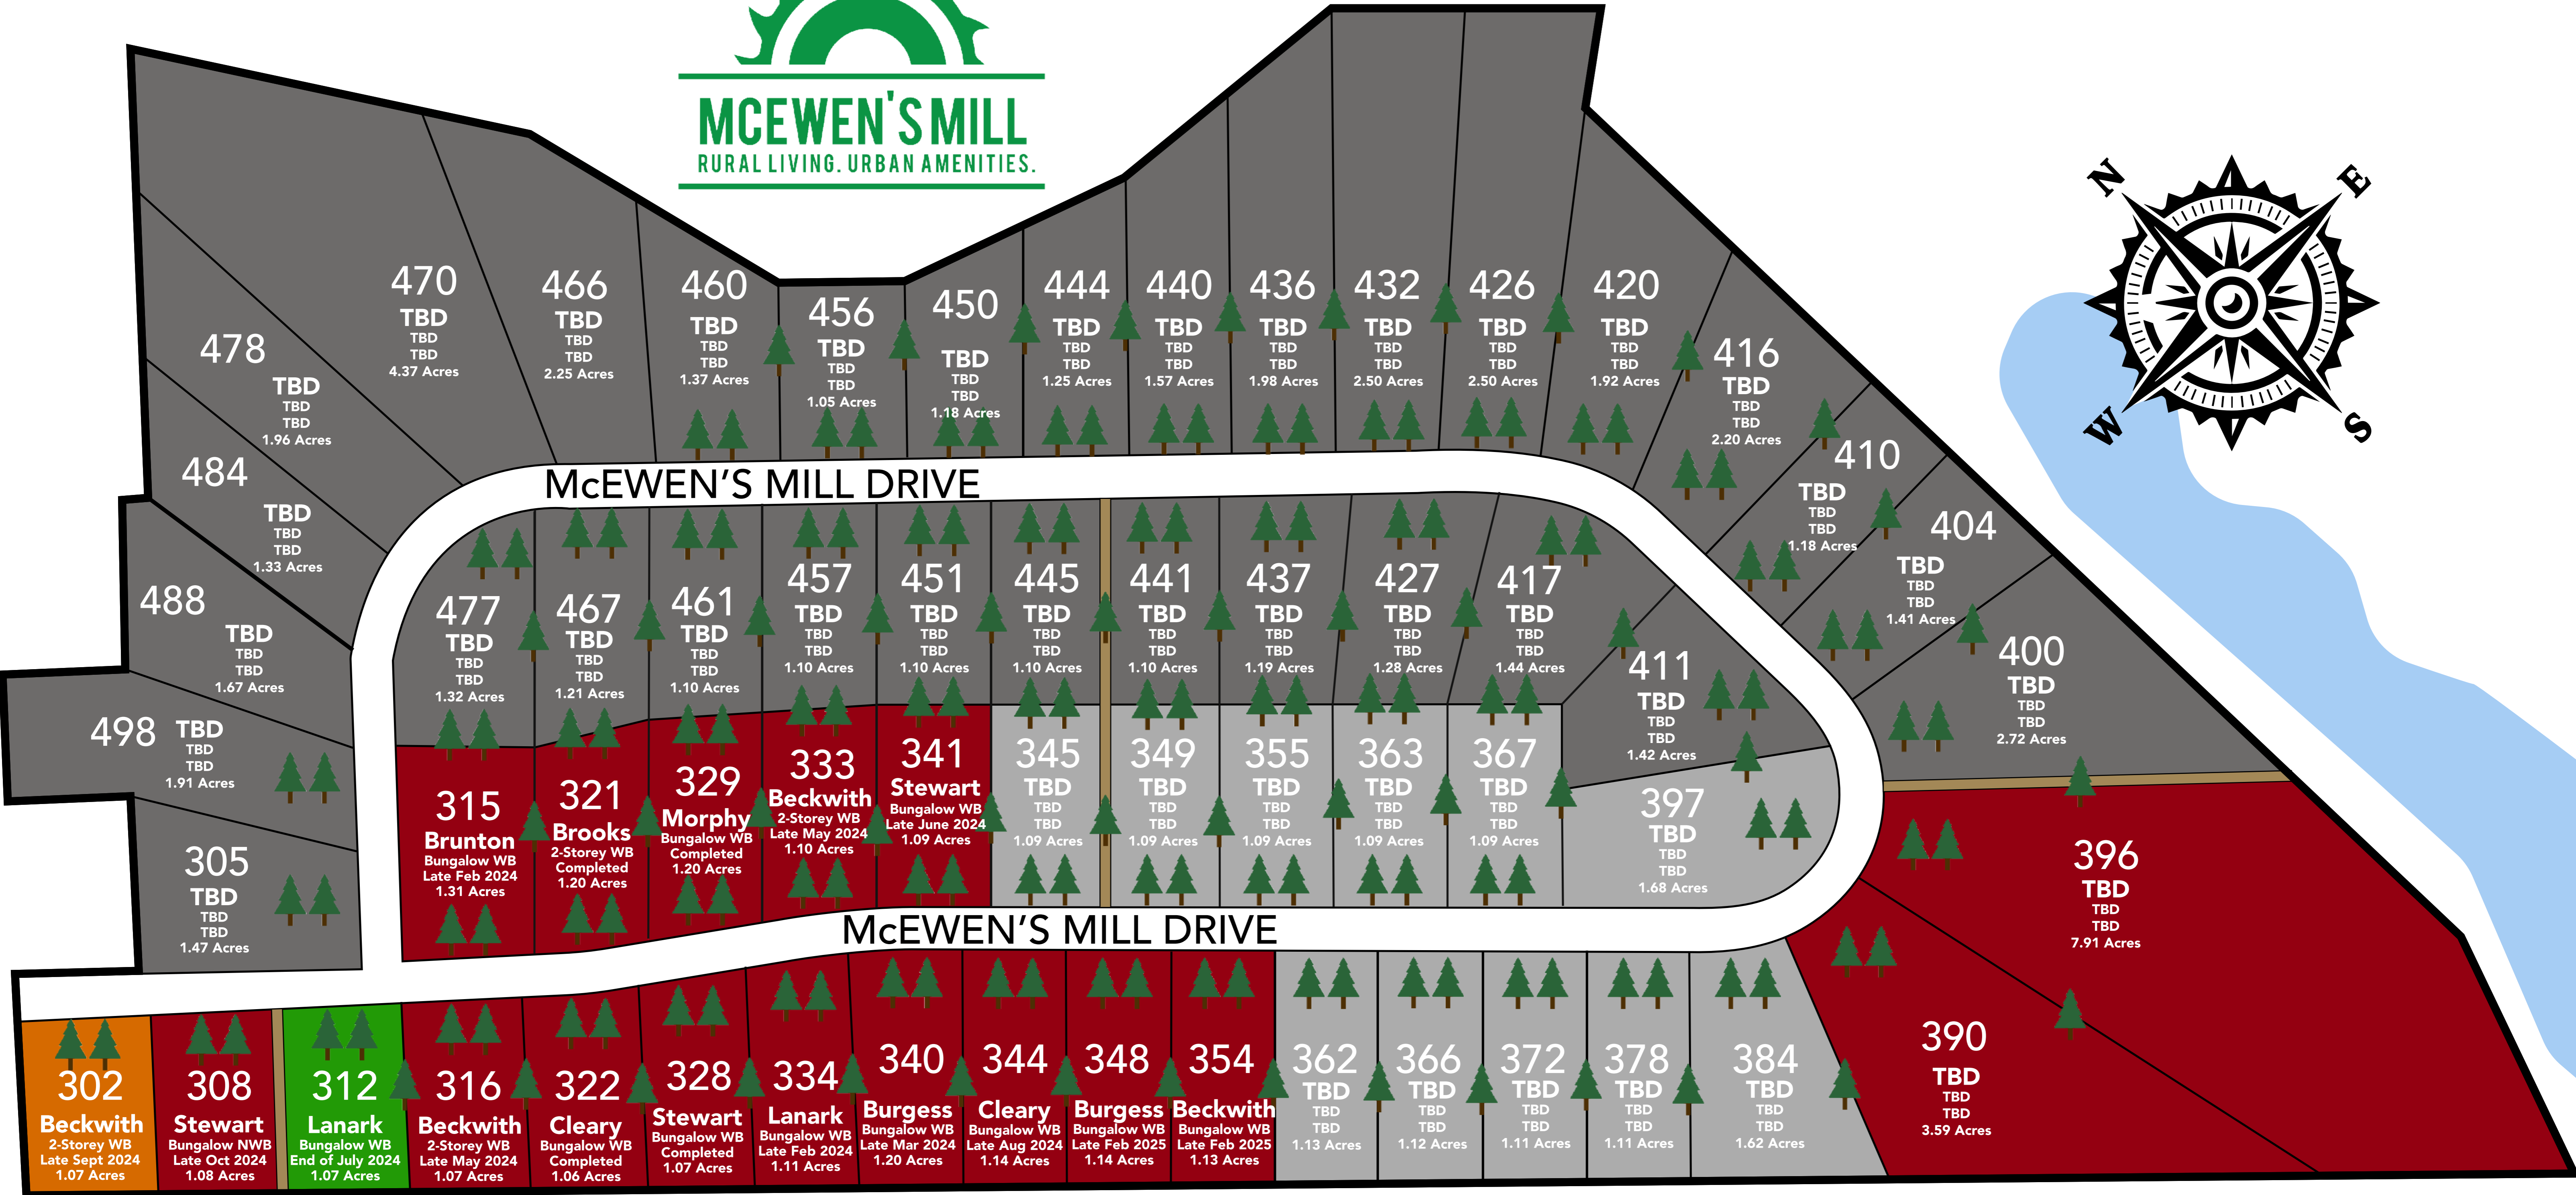 MCEWEN'S MILL
RURAL LIVING. URBAN AMENITIES.
N
E
W
S
470
TBD
TBD
TBD
4.37 Acres
466
TBD
TBD
TBD
2.25 Acres
460
TBD
TBD
TBD
1.37 Acres
456
TBD
TBD
TBD
1.05 Acres
450
TBD
TBD
TBD
1.18 Acres
444
TBD
TBD
TBD
1.25 Acres
440
TBD
TBD
TBD
1.57 Acres
436
TBD
TBD
TBD
1.98 Acres
432
TBD
TBD
TBD
2.50 Acres
426
TBD
TBD
TBD
2.50 Acres
420
TBD
TBD
TBD
1.92 Acres
416
TBD
TBD
TBD
2.20 Acres
410
TBD
TBD
TBD
1.18 Acres
404
TBD
TBD
TBD
1.41 Acres
400
TBD
TBD
TBD
2.72 Acres
478
TBD
TBD
TBD
1.96 Acres
484
TBD
TBD
TBD
1.33 Acres
488
TBD
TBD
TBD
1.67 Acres
498
TBD
TBD
TBD
1.91 Acres
305
TBD
TBD
TBD
1.47 Acres
McEWEN'S MILL DRIVE
477
TBD
TBD
TBD
1.32 Acres
467
TBD
TBD
TBD
1.21 Acres
461
TBD
TBD
TBD
1.10 Acres
457
TBD
TBD
TBD
1.10 Acres
451
TBD
TBD
TBD
1.10 Acres
445
TBD
TBD
TBD
1.10 Acres
441
TBD
TBD
TBD
1.10 Acres
437
TBD
TBD
TBD
1.19 Acres
427
TBD
TBD
TBD
1.28 Acres
417
TBD
TBD
TBD
1.44 Acres
411
TBD
TBD
TBD
1.42 Acres
315
Brunton
Bungalow WB
Late Feb 2024
1.31 Acres
321
Brooks
2-Storey WB
Completed
1.20 Acres
329
Morphy
Bungalow WB
Completed
1.20 Acres
333
Beckwith
2-Storey WB
Late May 2024
1.10 Acres
341
Stewart
Bungalow WB
Late June 2024
1.09 Acres
345
TBD
TBD
TBD
1.09 Acres
349
TBD
TBD
TBD
1.09 Acres
355
TBD
TBD
TBD
1.09 Acres
363
TBD
TBD
TBD
1.09 Acres
367
TBD
TBD
TBD
1.09 Acres
397
TBD
TBD
TBD
1.68 Acres
396
TBD
TBD
TBD
7.91 Acres
McEWEN'S MILL DRIVE
302
Beckwith
2-Storey WB
Late Sept 2024
1.07 Acres
308
Stewart
Bungalow NWB
Late Oct 2024
1.08 Acres
312
Lanark
Bungalow WB
End of July 2024
1.07 Acres
316
Beckwith
2-Storey WB
Late May 2024
1.07 Acres
322
Cleary
Bungalow WB
Completed
1.06 Acres
328
Stewart
Bungalow WB
Completed
1.07 Acres
334
Lanark
Bungalow WB
Late Feb 2024
1.11 Acres
340
Burgess
Bungalow WB
Late Mar 2024
1.20 Acres
344
Cleary
Bungalow WB
Late Aug 2024
1.14 Acres
348
Burgess
Bungalow WB
Late Feb 2025
1.14 Acres
354
Beckwith
Bungalow WB
Late Feb 2025
1.13 Acres
362
TBD
TBD
TBD
1.13 Acres
366
TBD
TBD
TBD
1.12 Acres
372
TBD
TBD
TBD
1.11 Acres
378
TBD
TBD
TBD
1.11 Acres
384
TBD
TBD
TBD
1.62 Acres
390
TBD
TBD
TBD
3.59 Acres